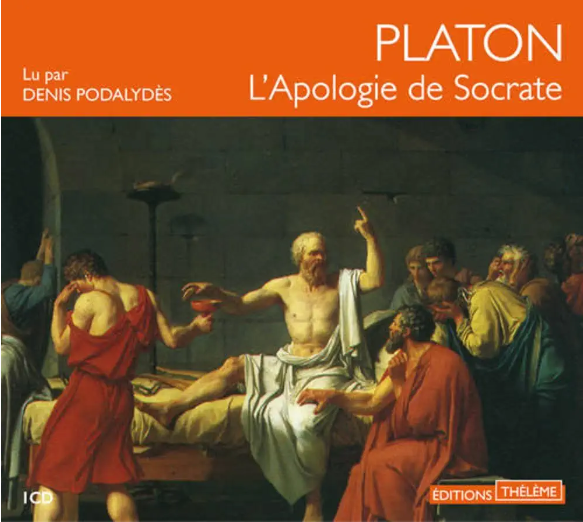 PLATON
L'Apologie de Socrate
Lu par
DENIS PODALYDÈS
1 CD
ÉDITIONS THÉLÈME